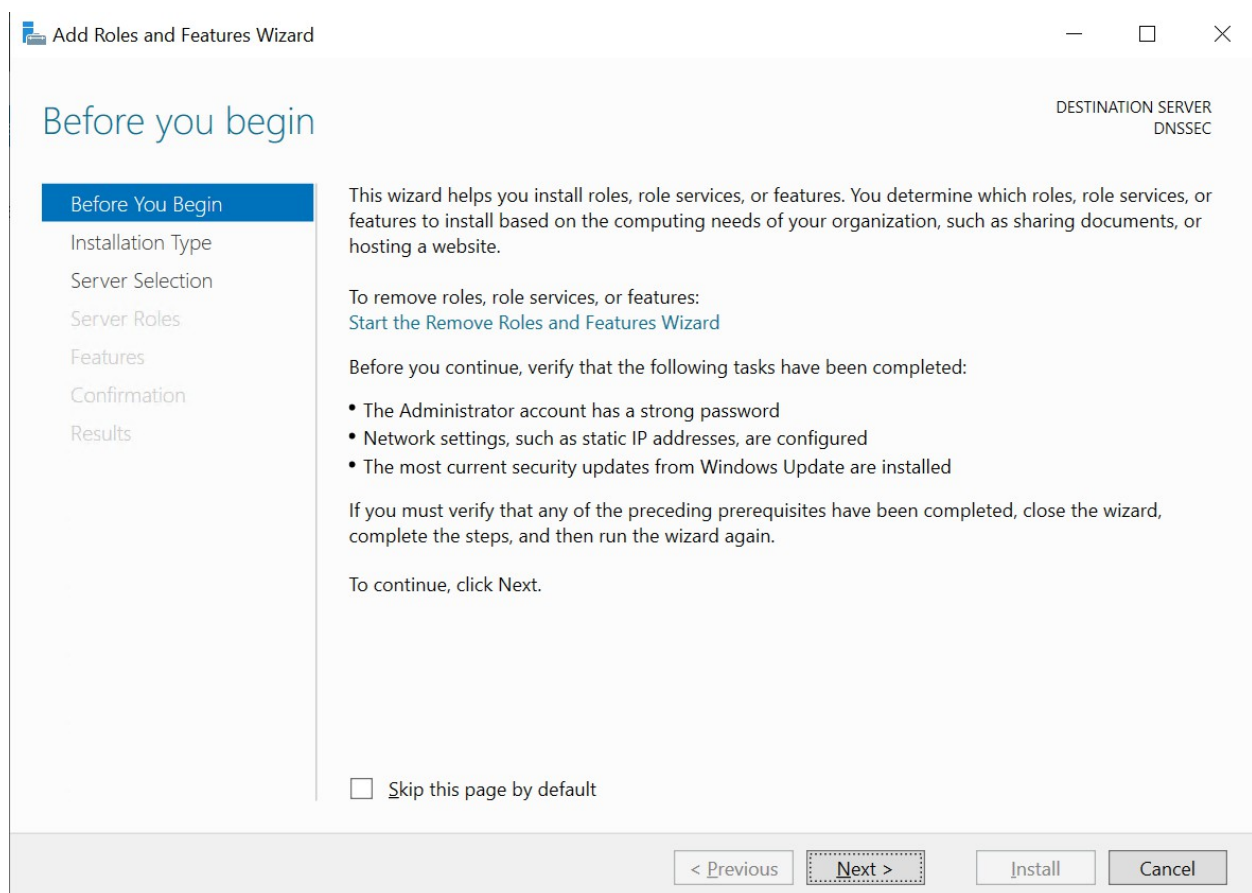 Add Roles and Features Wizard
Before you begin
DESTINATION SERVER
DNSSEC
Before You Begin
Installation Type
Server Selection
Server Roles
Features
Confirmation
Results
This wizard helps you install roles, role services, or features. You determine which roles, role services, or
features to install based on the computing needs of your organization, such as sharing documents, or
hosting a website.
To remove roles, role services, or features:
Start the Remove Roles and Features Wizard
Before you continue, verify that the following tasks have been completed:
• The Administrator account has a strong password
• Network settings, such as static IP addresses, are configured
• The most current security updates from Windows Update are installed
If you must verify that any of the preceding prerequisites have been completed, close the wizard,
complete the steps, and then run the wizard again.
To continue, click Next.
Skip this page by default
< Previous
Next >
Install
Cancel